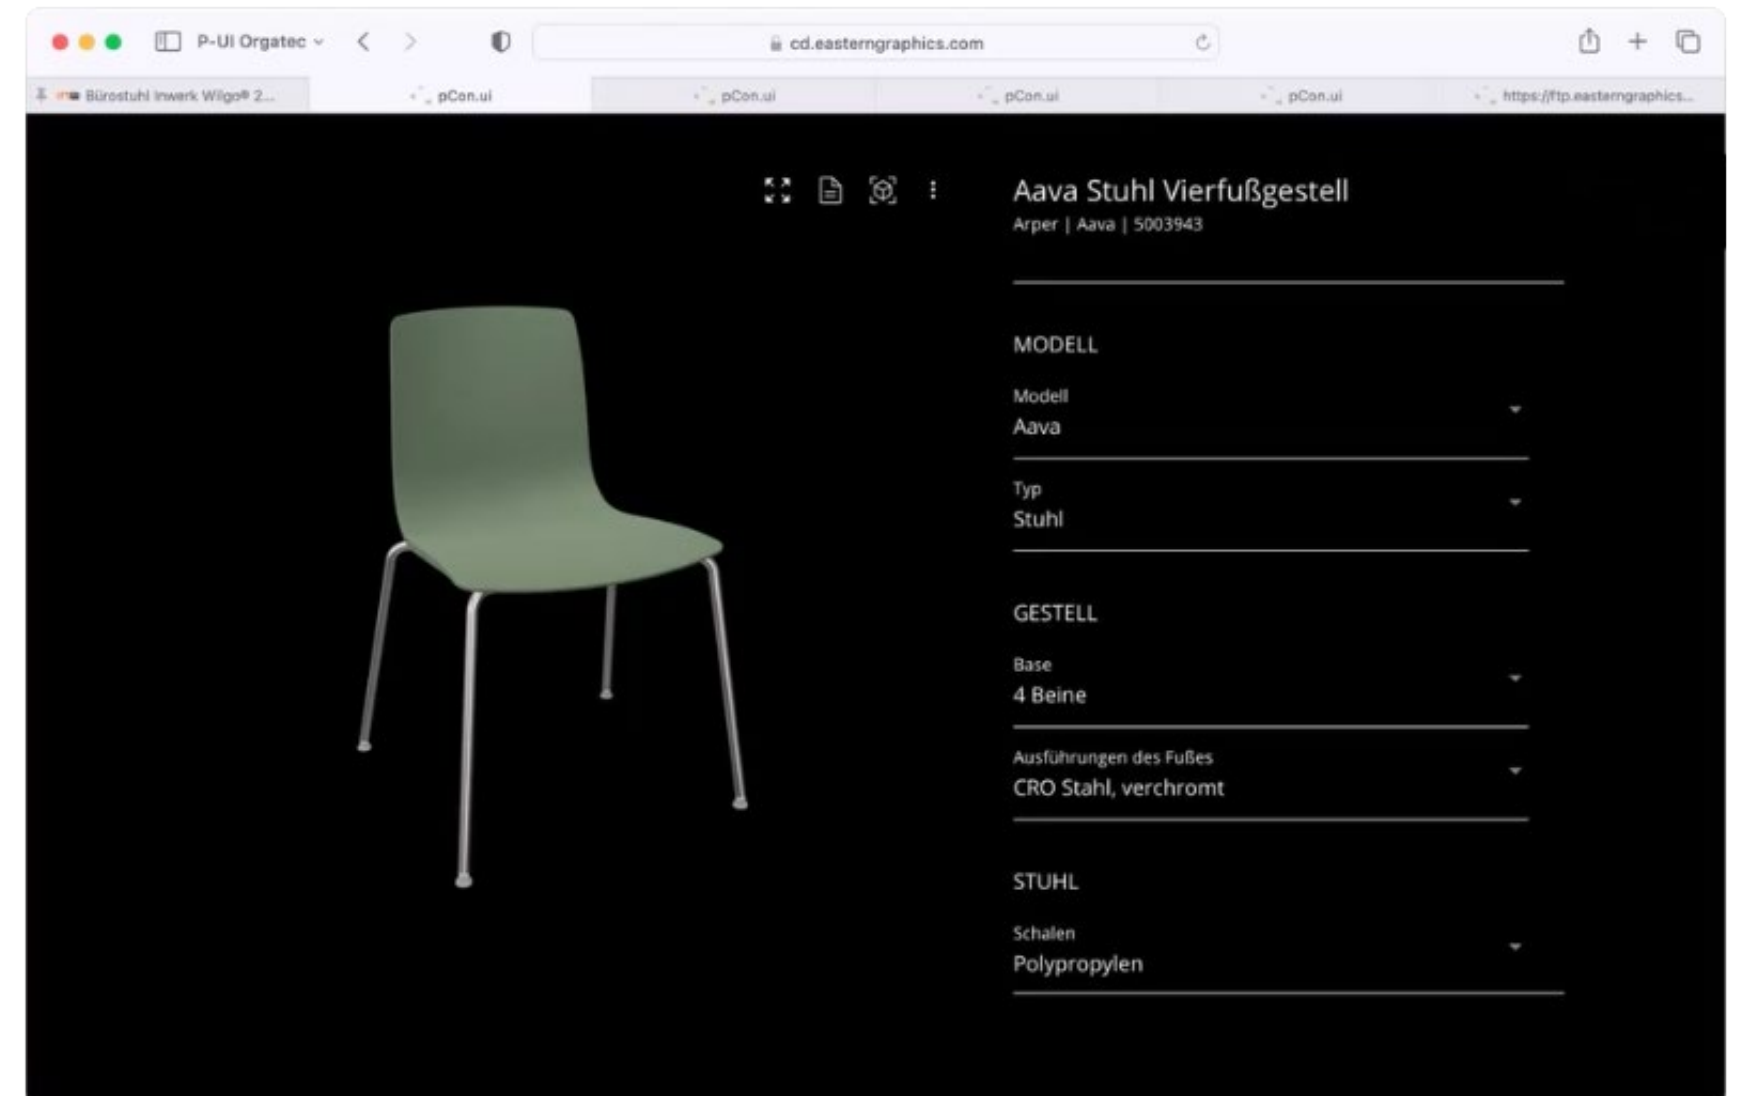 P-UI Orgatec
cd.easterngraphics.com
Bürostuhl Inwerk Wilgo® 2...
pCon.ui
pCon.ui
pCon.ui
pCon.ui
https://ftp.easterngraphics...
Aava Stuhl Vierfußgestell
Arper | Aava | 5003943
MODELL
Modell
Aava
Typ
Stuhl
GESTELL
Base
4 Beine
Ausführungen des Fußes
CRO Stahl, verchromt
STUHL
Schalen
Polypropylen